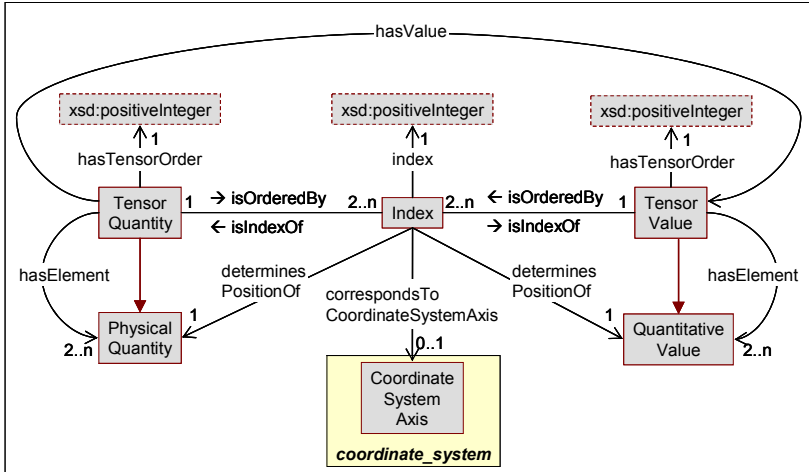 hasValue
xsd:positiveInteger
xsd:positiveInteger
xsd:positiveInteger
1
1
1
hasTensorOrder
index
hasTensorOrder
Tensor
Quantity
1
→ isOrderedBy
← isIndexOf
2..n
Index
2..n
← isOrderedBy
→ isIndexOf
1
Tensor
Value
hasElement
determines
PositionOf
correspondsTo
CoordinateSystemAxis
determines
PositionOf
hasElement
Physical
Quantity
1
2..n
0..1
1
Quantitative
Value
2..n
Coordinate
System
Axis
coordinate_system